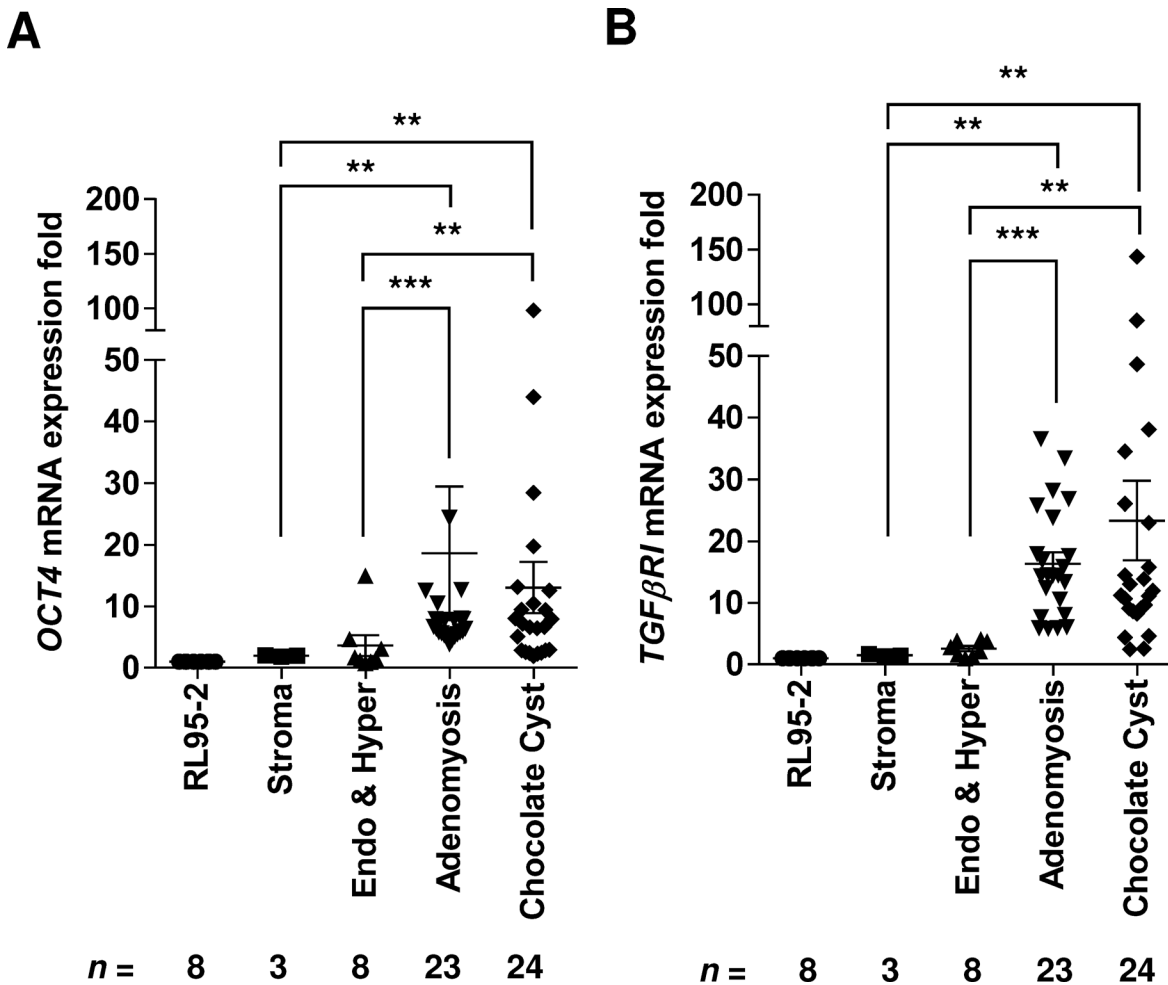 A
OCT4 mRNA expression fold
200
150
100
50
40
30
20
10
0
**
**
**
***
RL95-2
Stroma
Endo & Hyper
Adenomyosis
Chocolate Cyst
n = 8 3 8 23 24
B
TGFβRI mRNA expression fold
200
150
100
50
40
30
20
10
0
**
**
**
***
RL95-2
Stroma
Endo & Hyper
Adenomyosis
Chocolate Cyst
n = 8 3 8 23 24